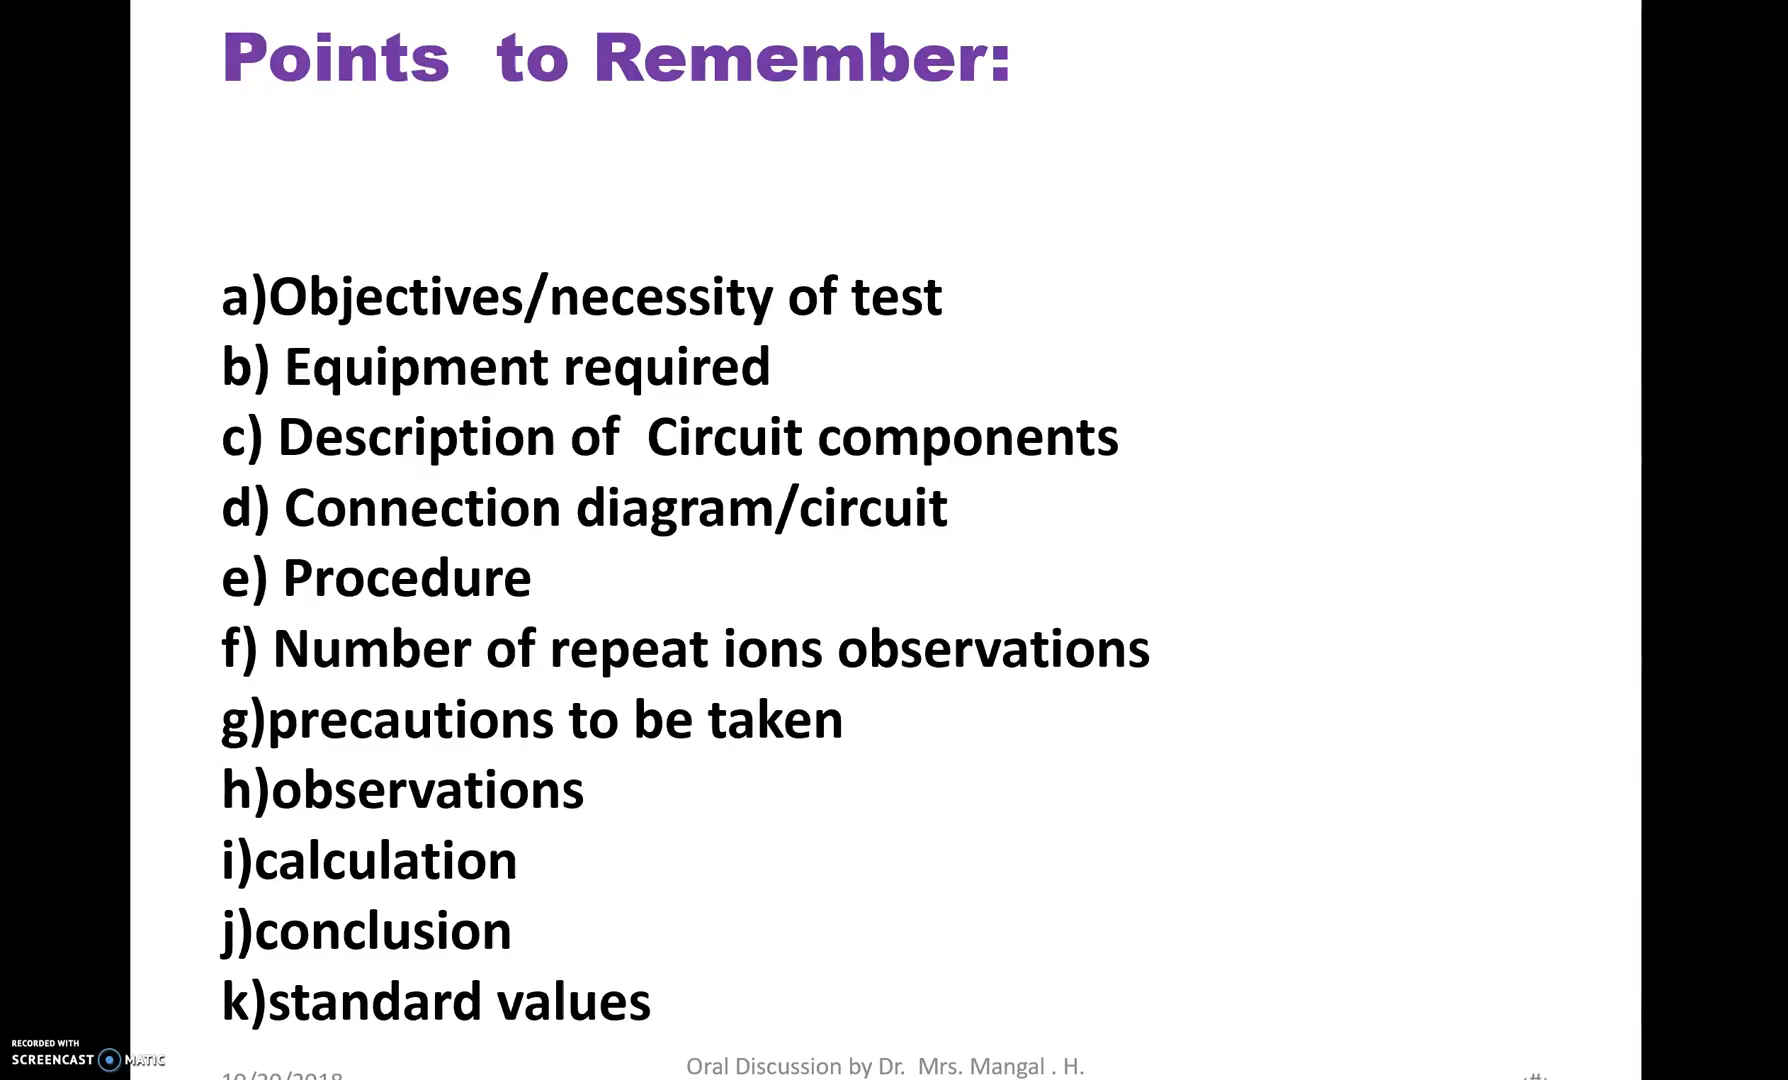 Points to Remember:
a)Objectives/necessity of test
b) Equipment required
c) Description of Circuit components
d) Connection diagram/circuit
e) Procedure
f) Number of repeat ions observations
g)precautions to be taken
h)observations
i)calculation
j)conclusion
k)standard values
RECORDED WITH
SCREENCAST MATIC
Oral Discussion by Dr. Mrs. Mangal . H.